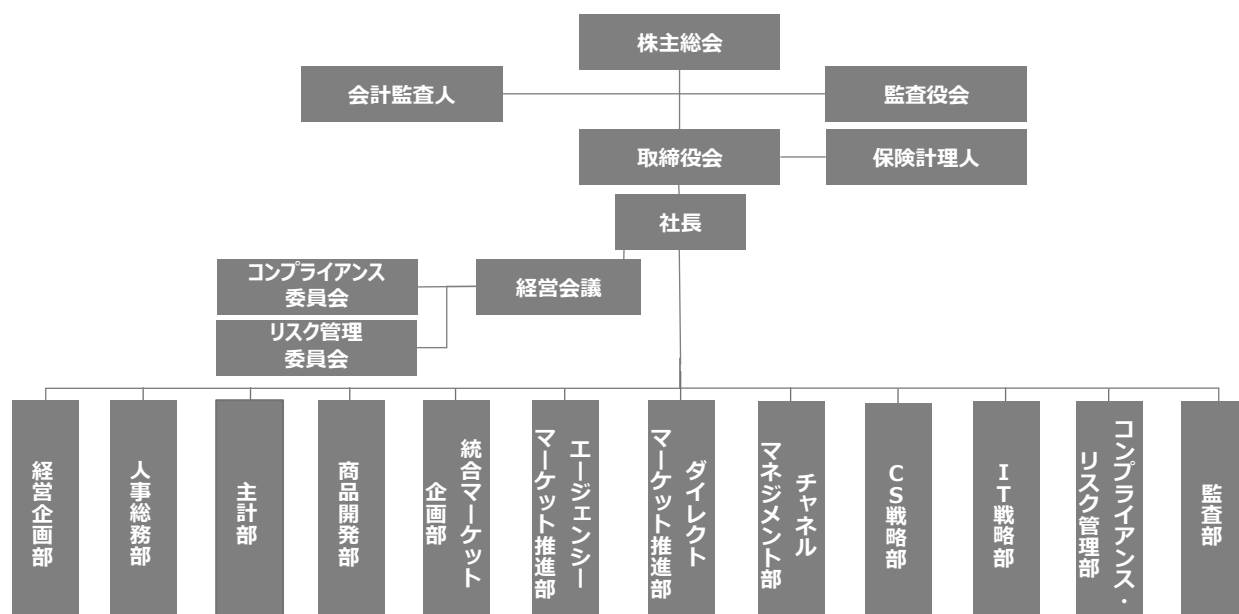 株主総会
会計監査人
監査役会
取締役会
保険計理人
社長
コンプライアンス
委員会
経営会議
リスク管理
委員会
経営企画部
人事総務部
主計部
商品開発部
統合マーケット
企画部
エージェンシー
マーケット推進部
ダイレクト
マーケット推進部
チャネル
マネジメント部
CS戦略部
IT戦略部
コンプライアンス・
リスク管理部
監査部